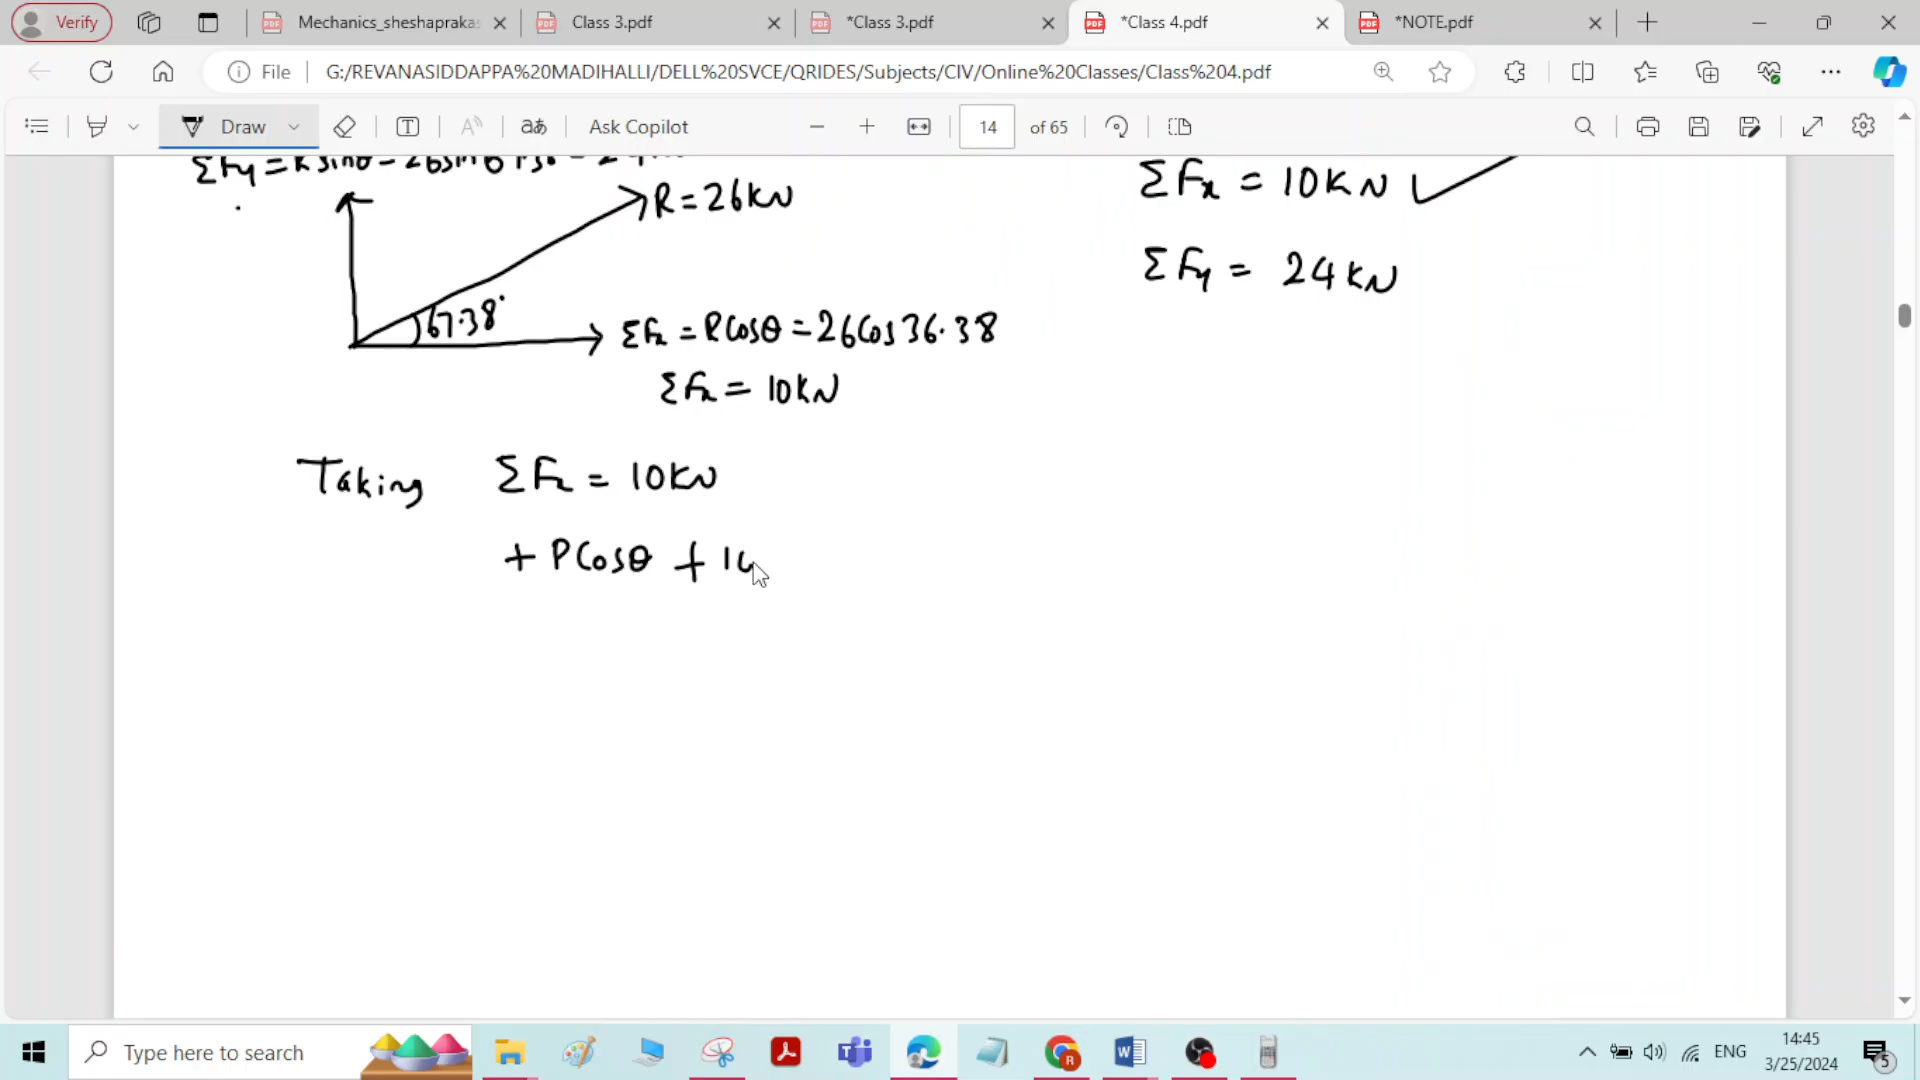 Verify
Mechanics_sheshapraka
Class 3.pdf
*Class 3.pdf
*Class 4.pdf
*NOTE.pdf
File
G:/REVANASIDDAPPA%20MADIHALLI/DELL%20SVCE/QRIDES/Subjects/CIV/Online%20Classes/Class%204.pdf
Draw
Ask Copilot
14 of 65
ΣFy = R sinθ =
R = 26KN
67.38°
ΣFx = RCosθ = 26Cos36.38
ΣFx = 10KN
ΣFx = 10KN
ΣFy = 24KN
Taking ΣFx = 10KN
+ PCosθ +
Type here to search
ENG
14:45
3/25/2024
5